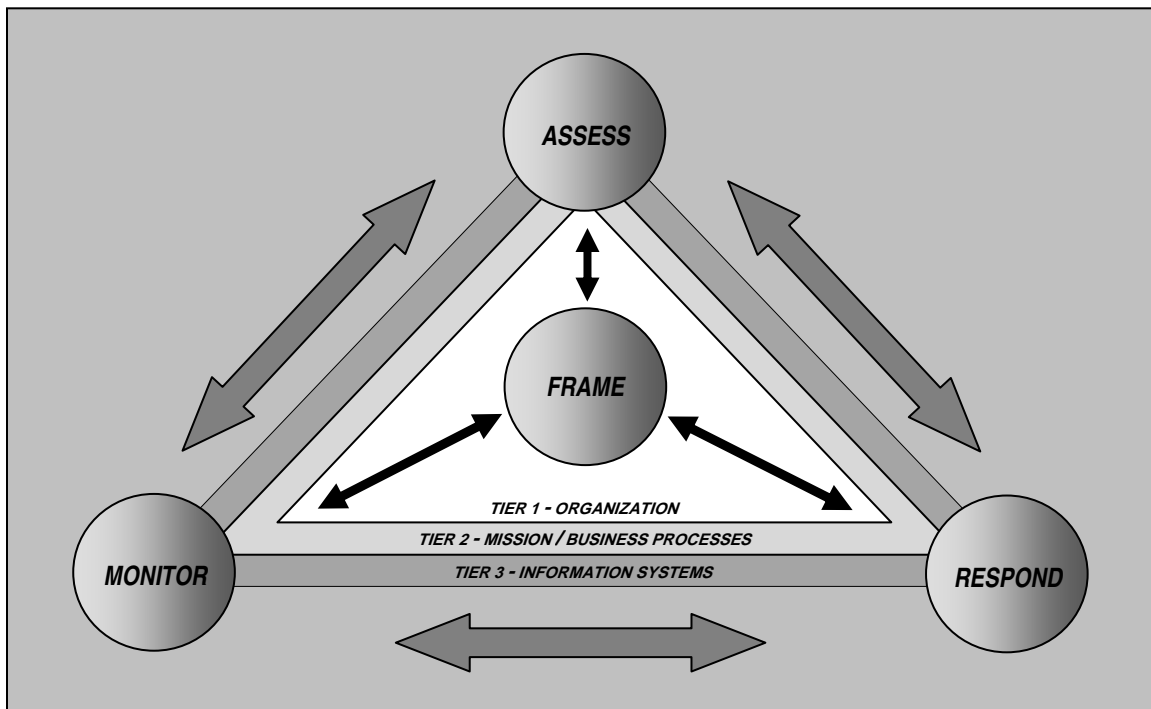 ASSESS
FRAME
TIER 1 - ORGANIZATION
TIER 2 - MISSION / BUSINESS PROCESSES
MONITOR
TIER 3 - INFORMATION SYSTEMS
RESPOND